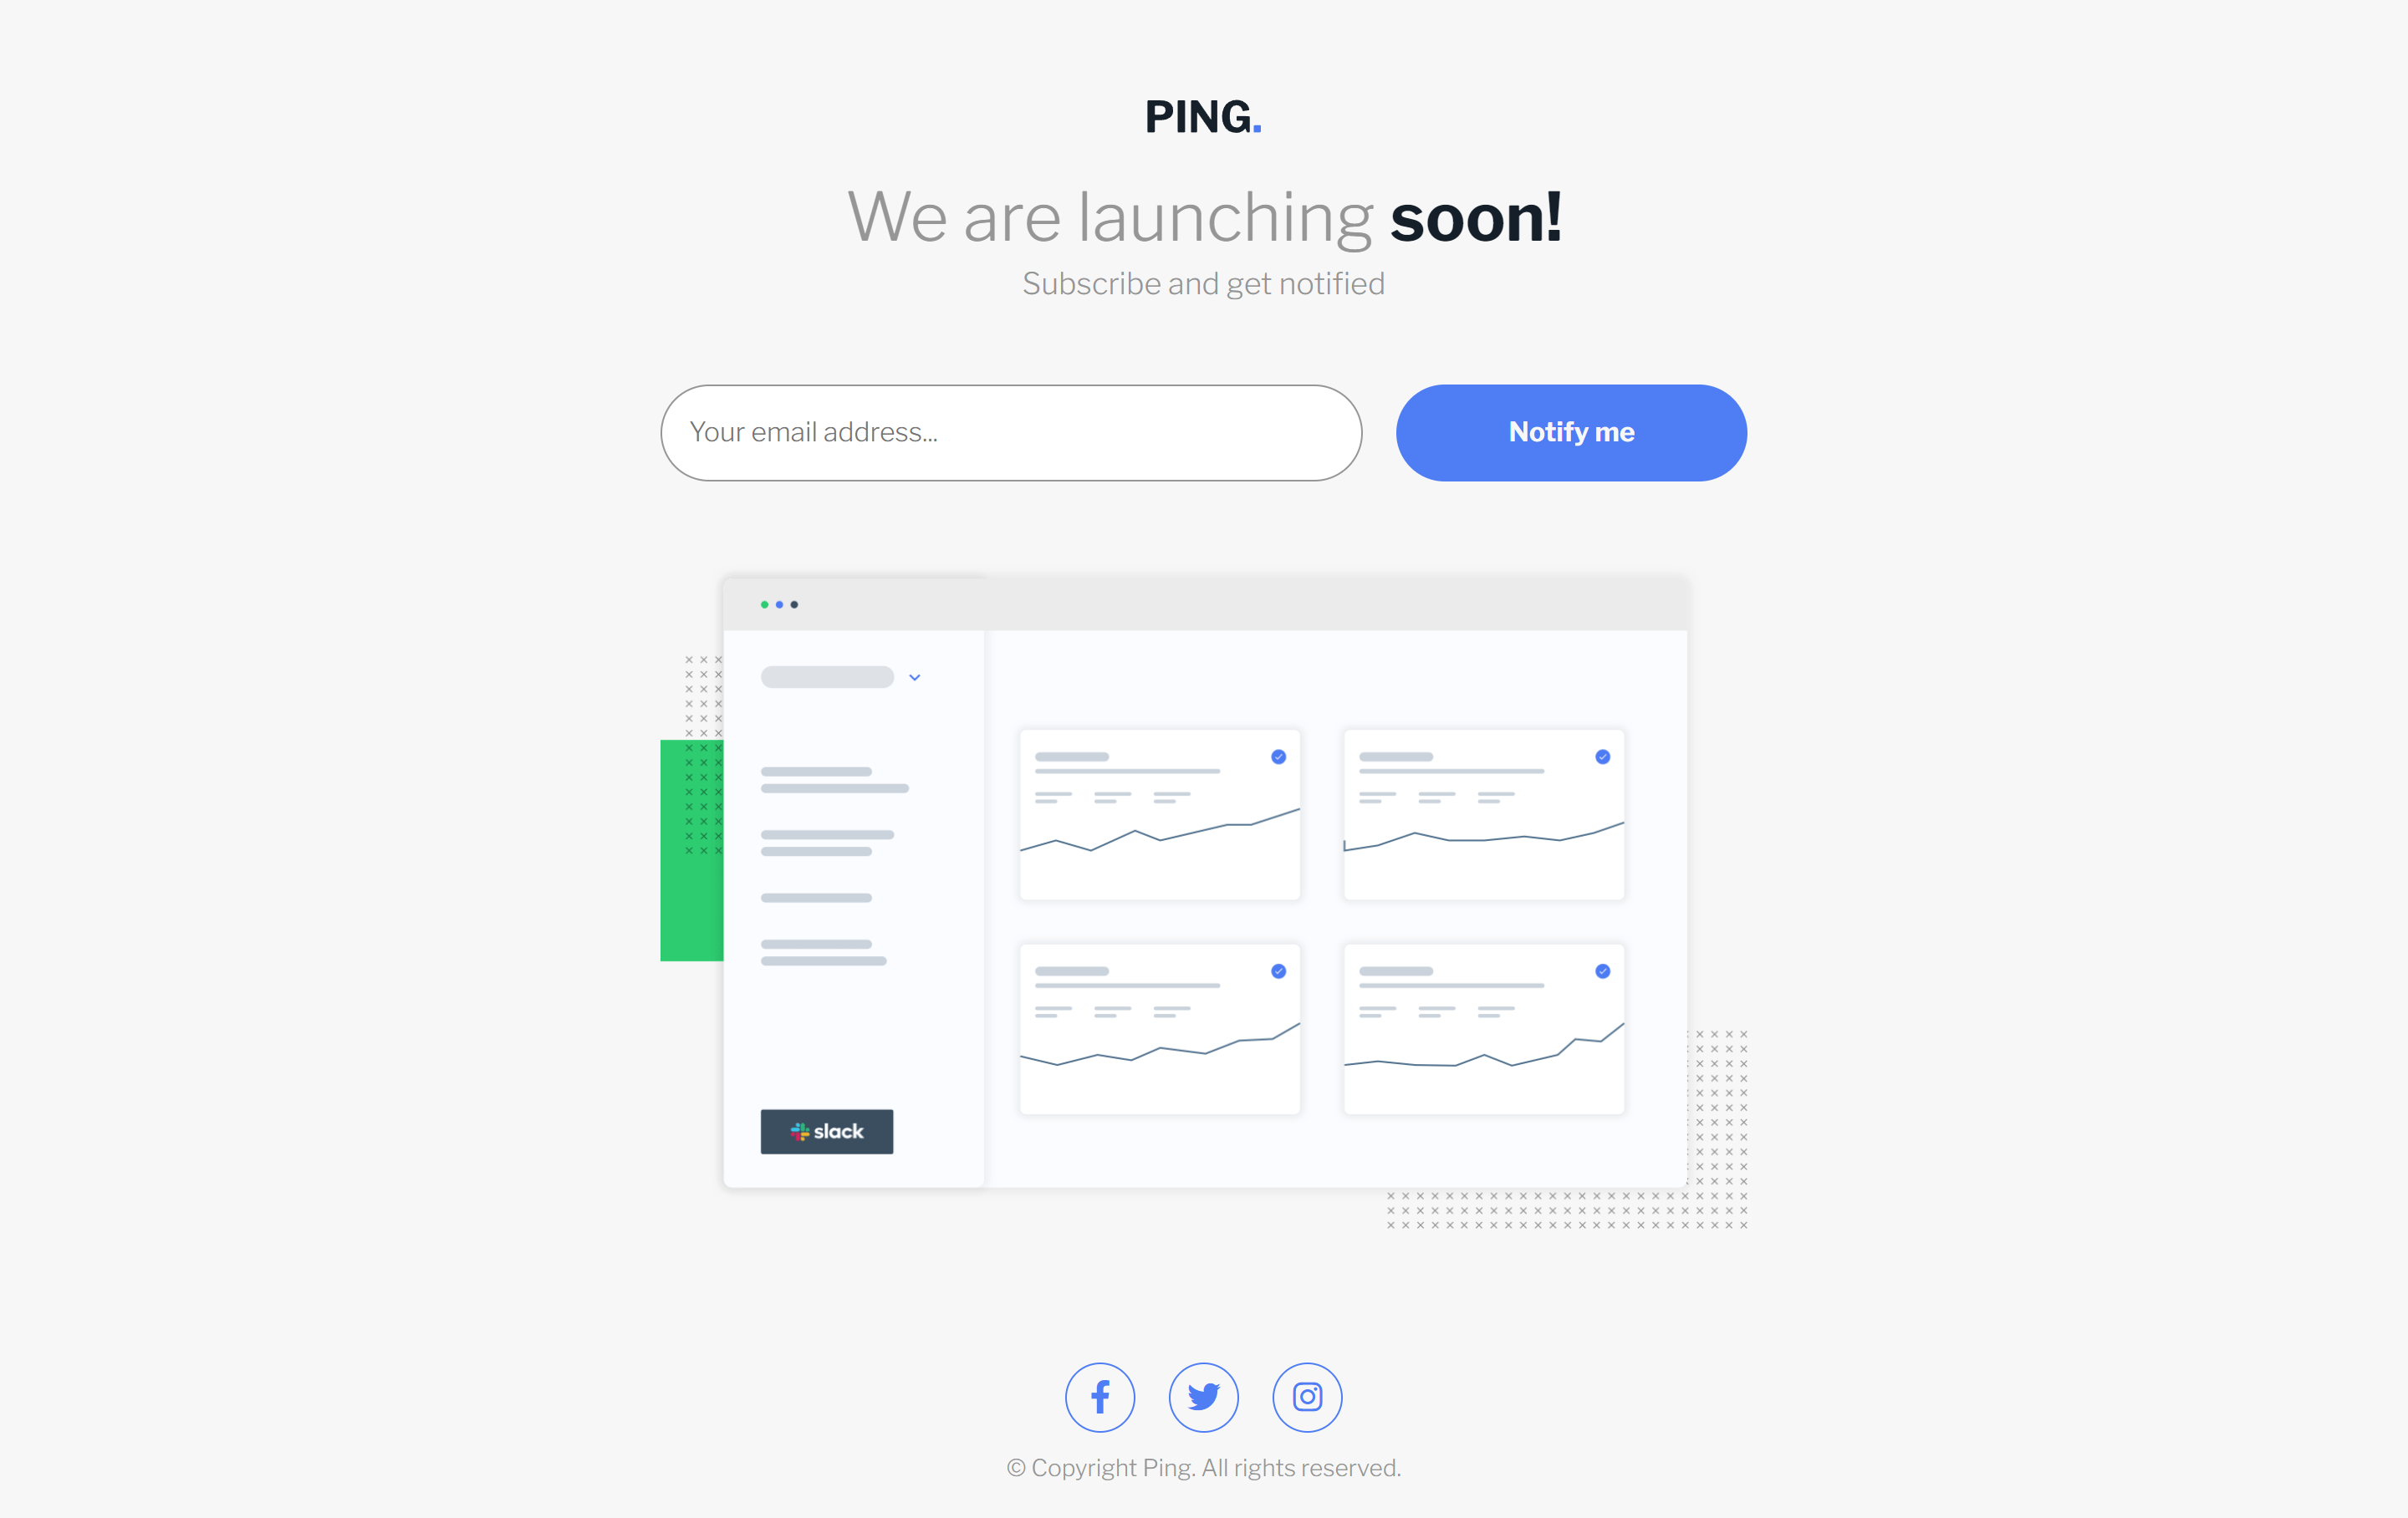 PING.
We are launching soon!
Subscribe and get notified
Your email address...
Notify me
slack
© Copyright Ping. All rights reserved.